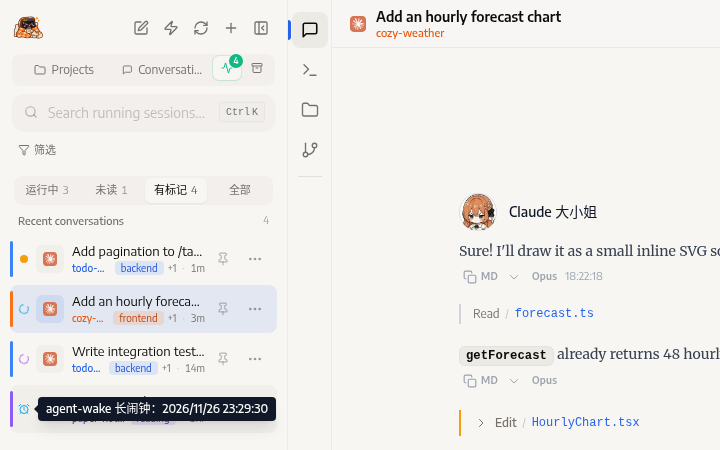 Projects
Conversati...
4
Search running sessions...
Ctrl K
筛选
运行中 3
未读 1
有标记 4
全部
Recent conversations
4
Add pagination to /ta...
todo-... backend +1 · 1m
Add an hourly foreca...
cozy-... frontend +1 · 3m
Write integration test...
todo... backend +1 · 14m
agent-wake 长闹钟：2026/11/26 23:29:30
Add an hourly forecast chart
cozy-weather
Claude 大小姐
Sure! I'll draw it as a small inline SVG
MD Opus 18:22:18
Read / forecast.ts
getForecast already returns 48
MD Opus
Edit / HourlyChart.tsx